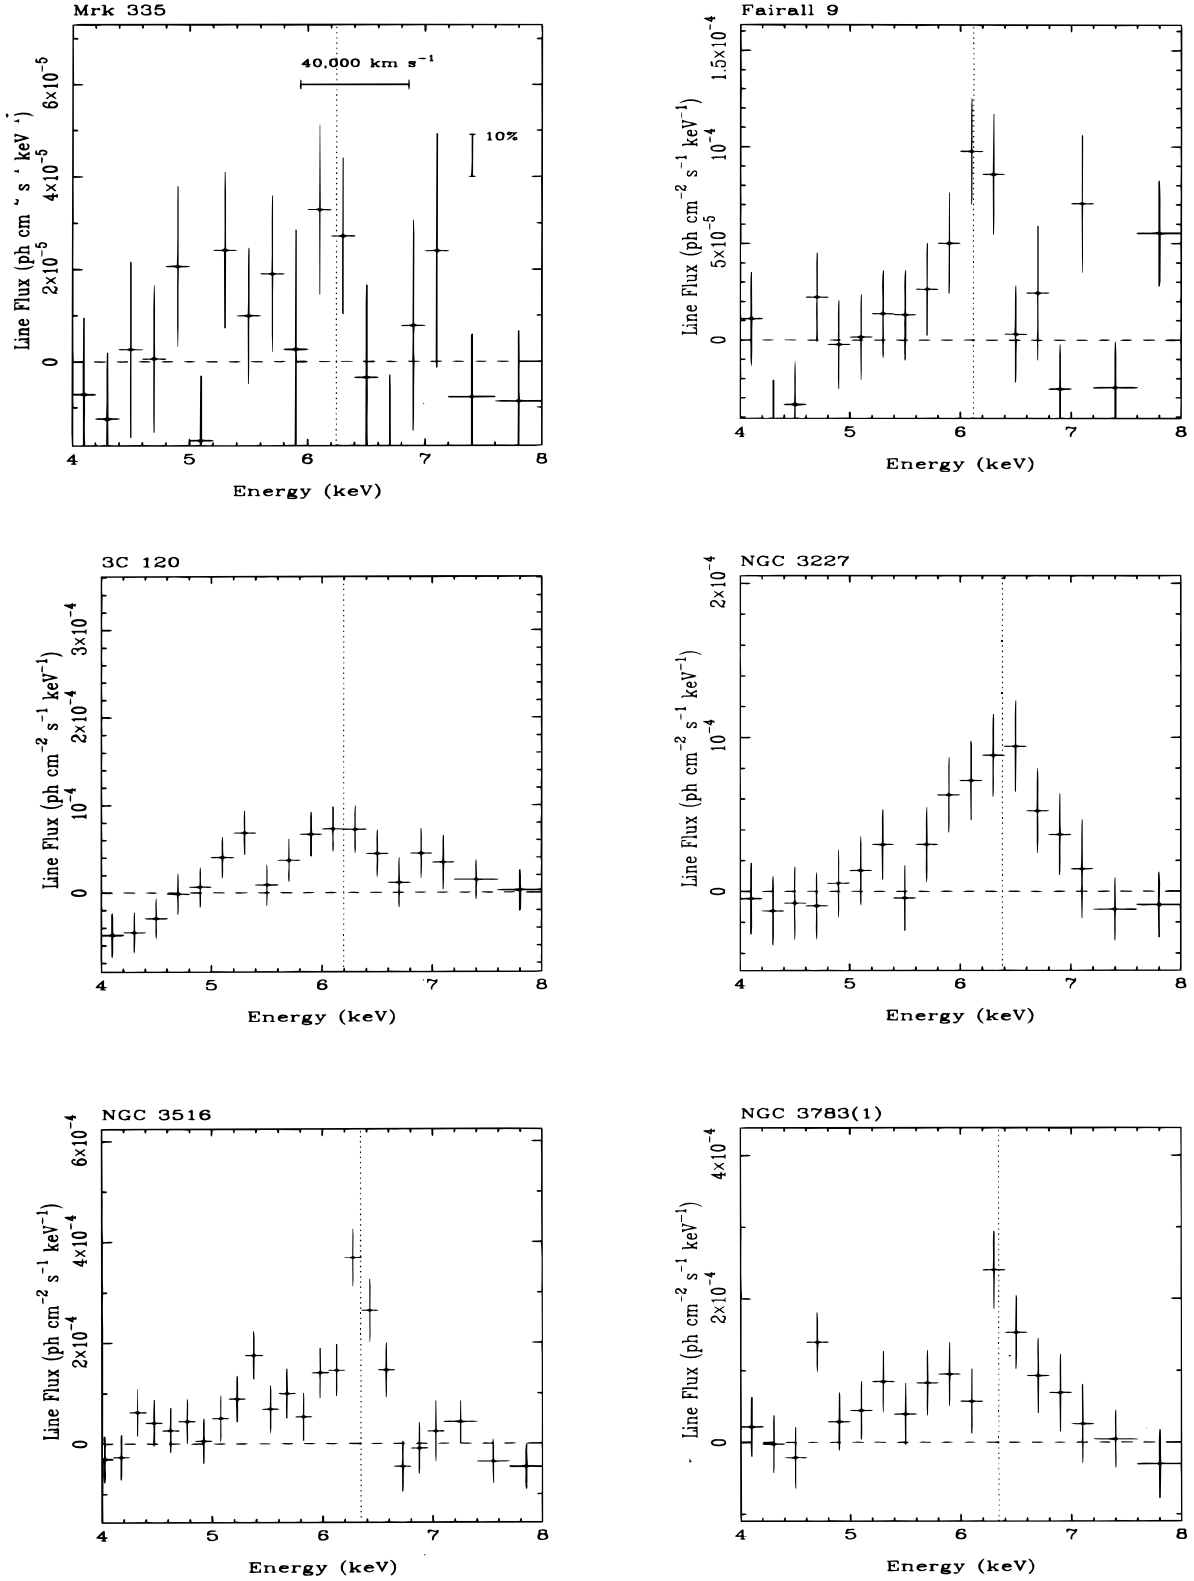 Mrk 335
40,000 km s⁻¹
10%
Line Flux (ph cm⁻² s⁻¹ keV⁻¹)
0 2×10⁻⁵ 4×10⁻⁵ 6×10⁻⁵
4 5 6 7 8
Energy (keV)
Fairall 9
Line Flux (ph cm⁻² s⁻¹ keV⁻¹)
0 5×10⁻⁵ 10⁻⁴ 1.5×10⁻⁴
4 5 6 7 8
Energy (keV)
3C 120
Line Flux (ph cm⁻² s⁻¹ keV⁻¹)
0 10⁻⁴ 2×10⁻⁴ 3×10⁻⁴
4 5 6 7 8
Energy (keV)
NGC 3227
Line Flux (ph cm⁻² s⁻¹ keV⁻¹)
0 10⁻⁴ 2×10⁻⁴
4 5 6 7 8
Energy (keV)
NGC 3516
Line Flux (ph cm⁻² s⁻¹ keV⁻¹)
0 2×10⁻⁴ 4×10⁻⁴ 6×10⁻⁴
4 5 6 7 8
Energy (keV)
NGC 3783(1)
Line Flux (ph cm⁻² s⁻¹ keV⁻¹)
0 2×10⁻⁴ 4×10⁻⁴
4 5 6 7 8
Energy (keV)